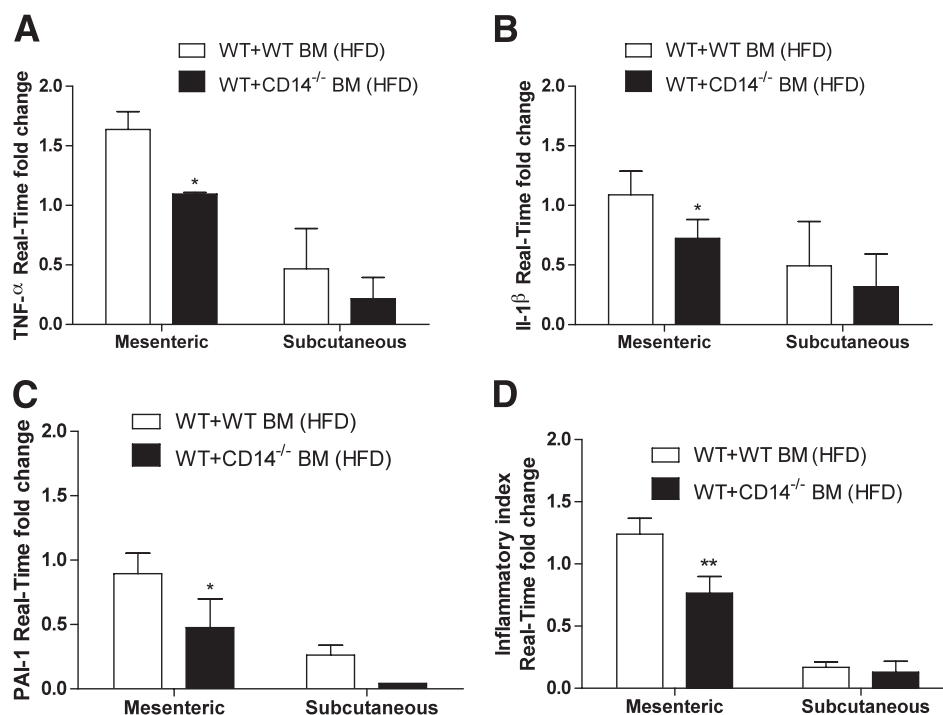 A
WT+WT BM (HFD)
WT+CD14-/- BM (HFD)
TNF-α Real-Time fold change
2.0
1.5
1.0
0.5
0.0
*
Mesenteric
Subcutaneous
B
WT+WT BM (HFD)
WT+CD14-/- BM (HFD)
Il-1β Real-Time fold change
2.0
1.5
1.0
0.5
0.0
*
Mesenteric
Subcutaneous
C
WT+WT BM (HFD)
WT+CD14-/- BM (HFD)
PAI-1 Real-Time fold change
2.0
1.5
1.0
0.5
0.0
*
Mesenteric
Subcutaneous
D
WT+WT BM (HFD)
WT+CD14-/- BM (HFD)
Inflammatory index
Real-Time fold change
2.0
1.5
1.0
0.5
0.0
**
Mesenteric
Subcutaneous